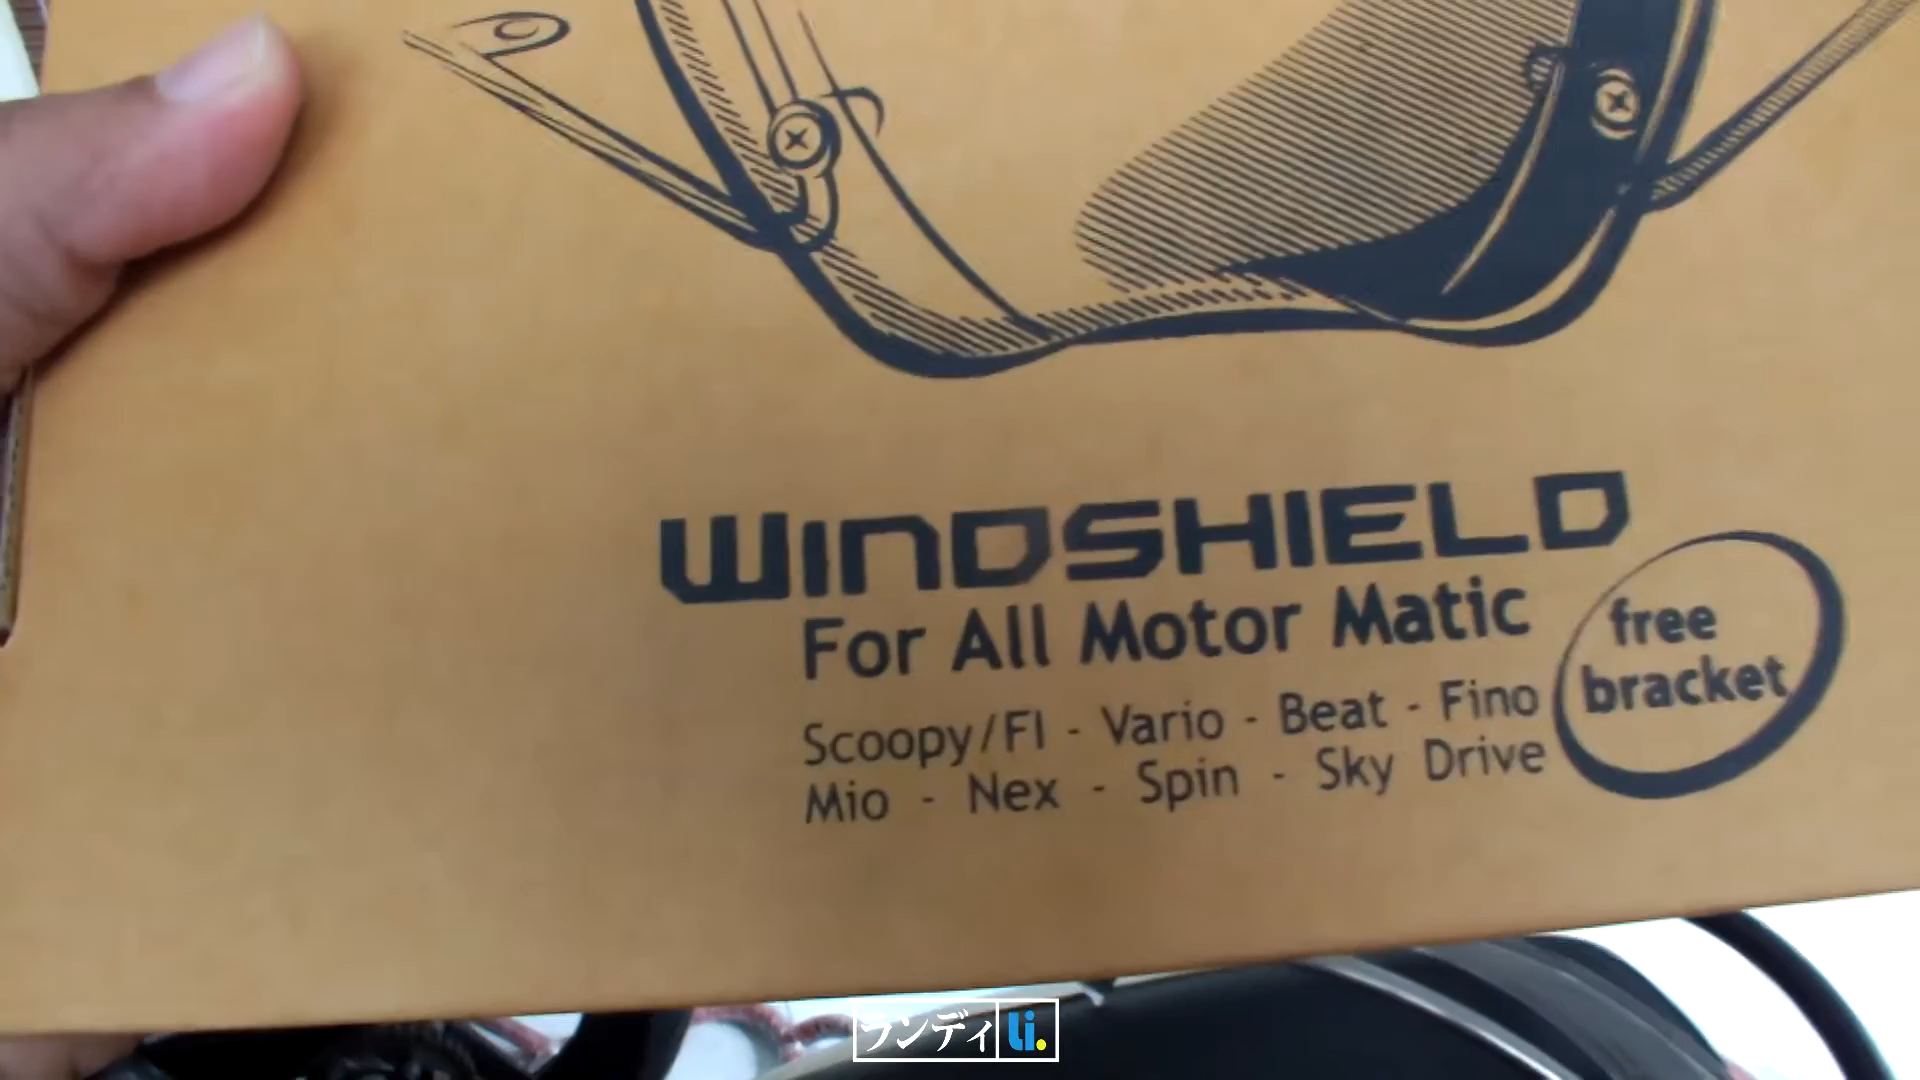 WINDSHIELD
For All Motor Matic
Scoopy/FI - Vario - Beat - Fino
Mio - Nex - Spin - Sky Drive
free
bracket
ランディ Li.